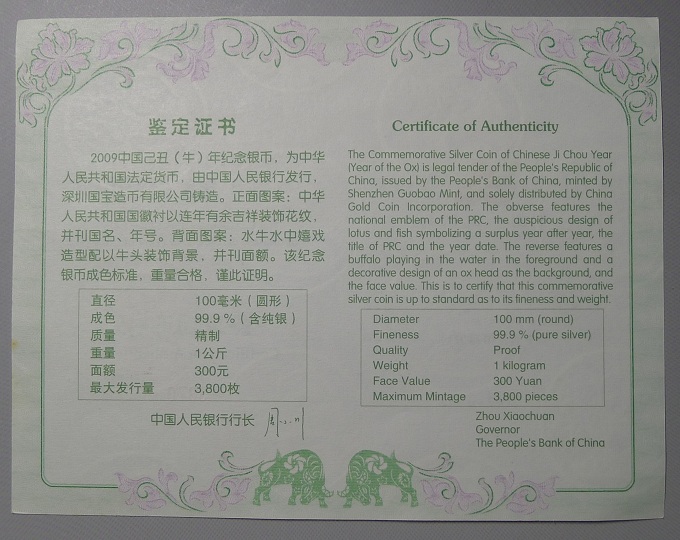 鉴定证书
2009中国己丑（牛）年纪念银币，为中华
人民共和国法定货币，由中国人民银行发行，
深圳国宝造币有限公司铸造。正面图案：中华
人民共和国国徽衬以连年有余吉祥装饰花纹，
并刊国名、年号。背面图案：水牛水中嬉戏
造型配以牛头装饰背景，并刊面额。该纪念
银币成色标准，重量合格，谨此证明。
直径 100毫米（圆形）
成色 99.9 %（含纯银）
质量 精制
重量 1公斤
面额 300元
最大发行量 3,800枚
中国人民银行行长
Certificate of Authenticity
The Commemorative Silver Coin of Chinese Ji Chou Year
(Year of the Ox) is legal tender of the People's Republic of
China, issued by the People's Bank of China, minted by
Shenzhen Guobao Mint, and solely distributed by China
Gold Coin Incorporation. The obverse features the
national emblem of the PRC, the auspicious design of
lotus and fish symbolizing a surplus year after year, the
title of PRC and the year date. The reverse features a
buffalo playing in the water in the foreground and a
decorative design of an ox head as the background, and
the face value. This is to certify that this commemorative
silver coin is up to standard as to its fineness and weight.
Diameter 100 mm (round)
Fineness 99.9 % (pure silver)
Quality Proof
Weight 1 kilogram
Face Value 300 Yuan
Maximum Mintage 3,800 pieces
Zhou Xiaochuan
Governor
The People's Bank of China